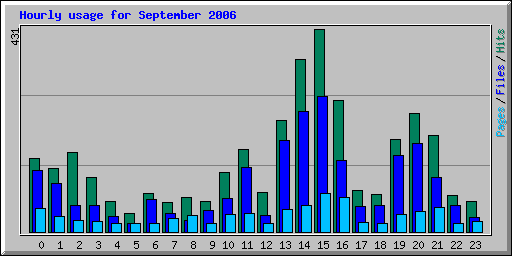 Hourly usage for September 2006
431
Pages / Files / Hits
0 1 2 3 4 5 6 7 8 9 10 11 12 13 14 15 16 17 18 19 20 21 22 23